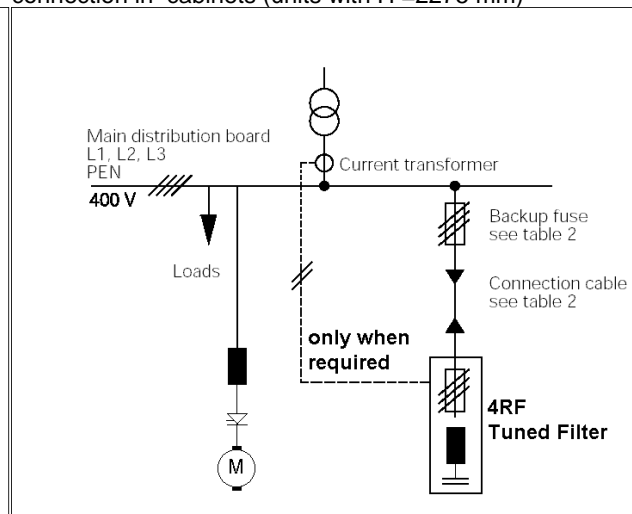 connection in cabinets (units with H =2275 mm)
Main distribution board
L1, L2, L3
PEN
400 V
Current transformer
Loads
Backup fuse
see table 2
Connection cable
see table 2
only when
required
4RF
Tuned Filter
M